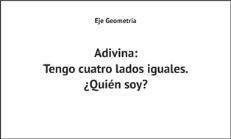 Eje Geometría
Adivina:
Tengo cuatro lados iguales.
¿Quién soy?